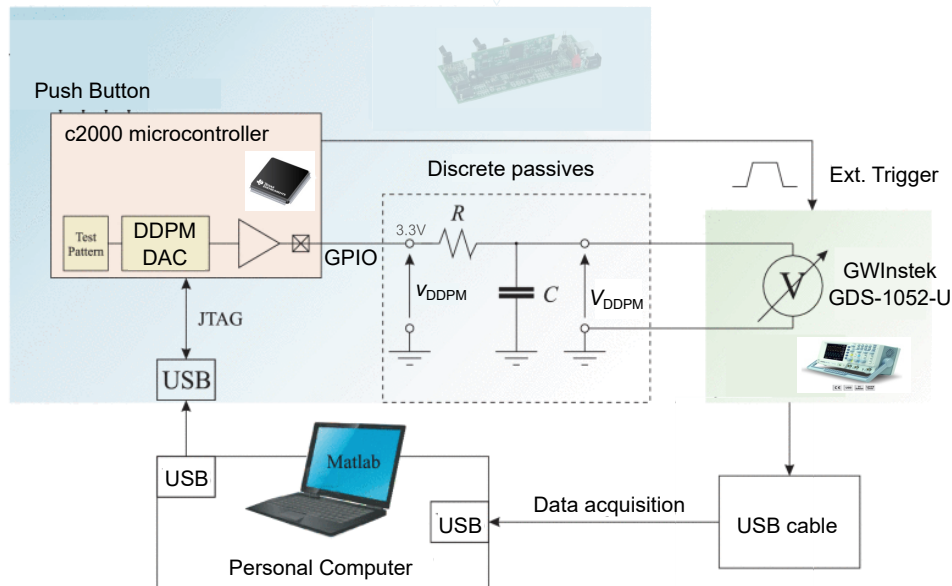 Push Button
c2000 microcontroller
Ext. Trigger
Discrete passives
Test
Pattern
DDPM
DAC
GPIO
3.3V
R
C
vDDPM
VDDPM
V
GWInstek
GDS-1052-U
JTAG
USB
USB
Matlab
USB
Data acquisition
USB cable
Personal Computer